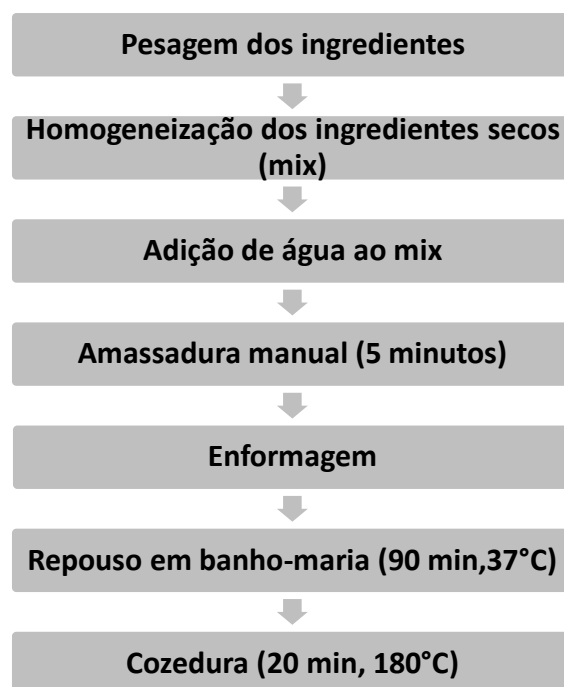 Pesagem dos ingredientes
Homogeneização dos ingredientes secos
(mix)
Adição de água ao mix
Amassadura manual (5 minutos)
Enformagem
Repouso em banho-maria (90 min,37°C)
Cozedura (20 min, 180°C)